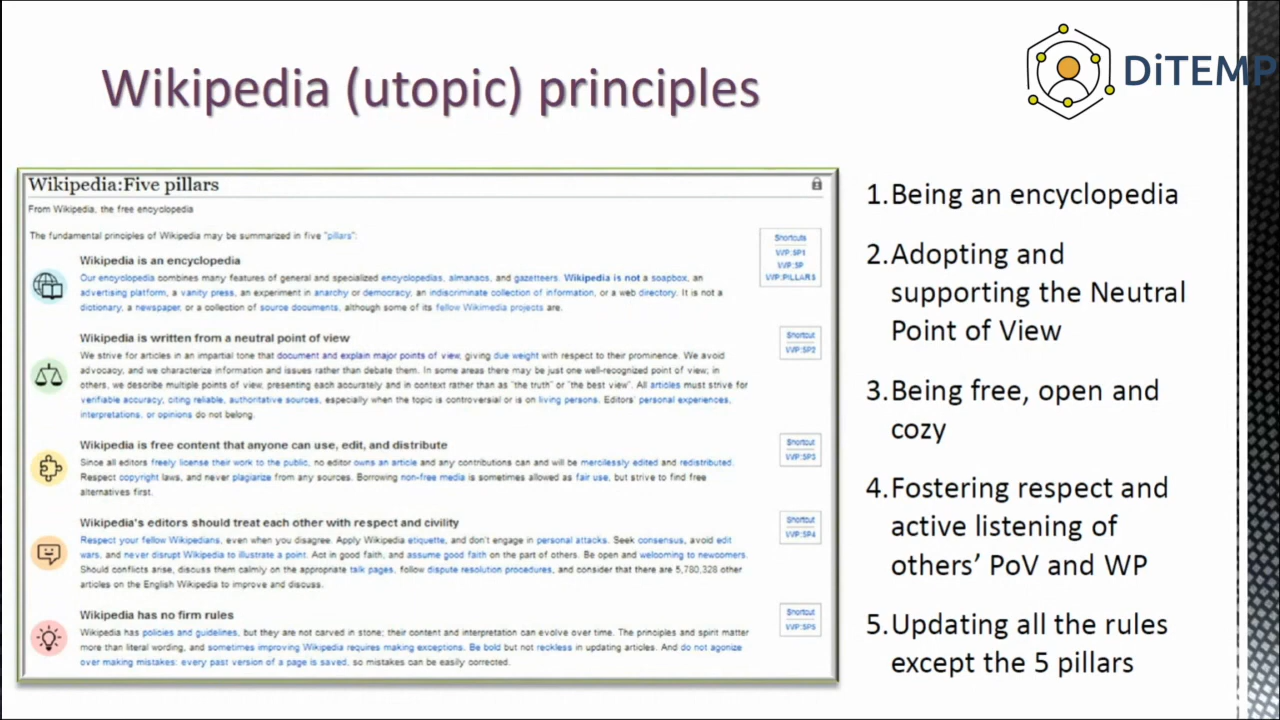 Wikipedia (utopic) principles
DiTEMP
Wikipedia:Five pillars
From Wikipedia, the free encyclopedia
The fundamental principles of Wikipedia may be summarized in five "pillars":
Shortcuts
WP:5P1
WP:5P
WP:PILLARS
Wikipedia is an encyclopedia
Our encyclopedia combines many features of general and specialized encyclopedias, almanacs, and gazetteers. Wikipedia is not a soapbox, an
advertising platform, a vanity press, an experiment in anarchy or democracy, an indiscriminate collection of information, or a web directory. It is not a
dictionary, a newspaper, or a collection of source documents, although some of its fellow Wikimedia projects are.
Wikipedia is written from a neutral point of view
Shortcut
WP:5P2
We strive for articles in an impartial tone that document and explain major points of view, giving due weight with respect to their prominence. We avoid
advocacy, and we characterize information and issues rather than debate them. In some areas there may be just one well-recognized point of view; in
others, we describe multiple points of view, presenting each accurately and in context rather than as "the truth" or "the best view". All articles must strive for
verifiable accuracy, citing reliable, authoritative sources, especially when the topic is controversial or is on living persons. Editors' personal experiences,
interpretations, or opinions do not belong.
Wikipedia is free content that anyone can use, edit, and distribute
Shortcut
WP:5P3
Since all editors freely license their work to the public, no editor owns an article and any contributions can and will be mercilessly edited and redistributed.
Respect copyright laws, and never plagiarize from any sources. Borrowing non-free media is sometimes allowed as fair use, but strive to find free
alternatives first.
Wikipedia's editors should treat each other with respect and civility
Shortcut
WP:5P4
Respect your fellow Wikipedians, even when you disagree. Apply Wikipedia etiquette, and don't engage in personal attacks. Seek consensus, avoid edit
wars, and never disrupt Wikipedia to illustrate a point. Act in good faith, and assume good faith on the part of others. Be open and welcoming to newcomers.
Should conflicts arise, discuss them calmly on the appropriate talk pages, follow dispute resolution procedures, and consider that there are 5,780,328 other
articles on the English Wikipedia to improve and discuss.
Wikipedia has no firm rules
Shortcut
WP:5P5
Wikipedia has policies and guidelines, but they are not carved in stone; their content and interpretation can evolve over time. The principles and spirit matter
more than literal wording, and sometimes improving Wikipedia requires making exceptions. Be bold but not reckless in updating articles. And do not agonize
over making mistakes: every past version of a page is saved, so mistakes can be easily corrected.
1.Being an encyclopedia
2.Adopting and
supporting the Neutral
Point of View
3.Being free, open and
cozy
4.Fostering respect and
active listening of
others' PoV and WP
5.Updating all the rules
except the 5 pillars